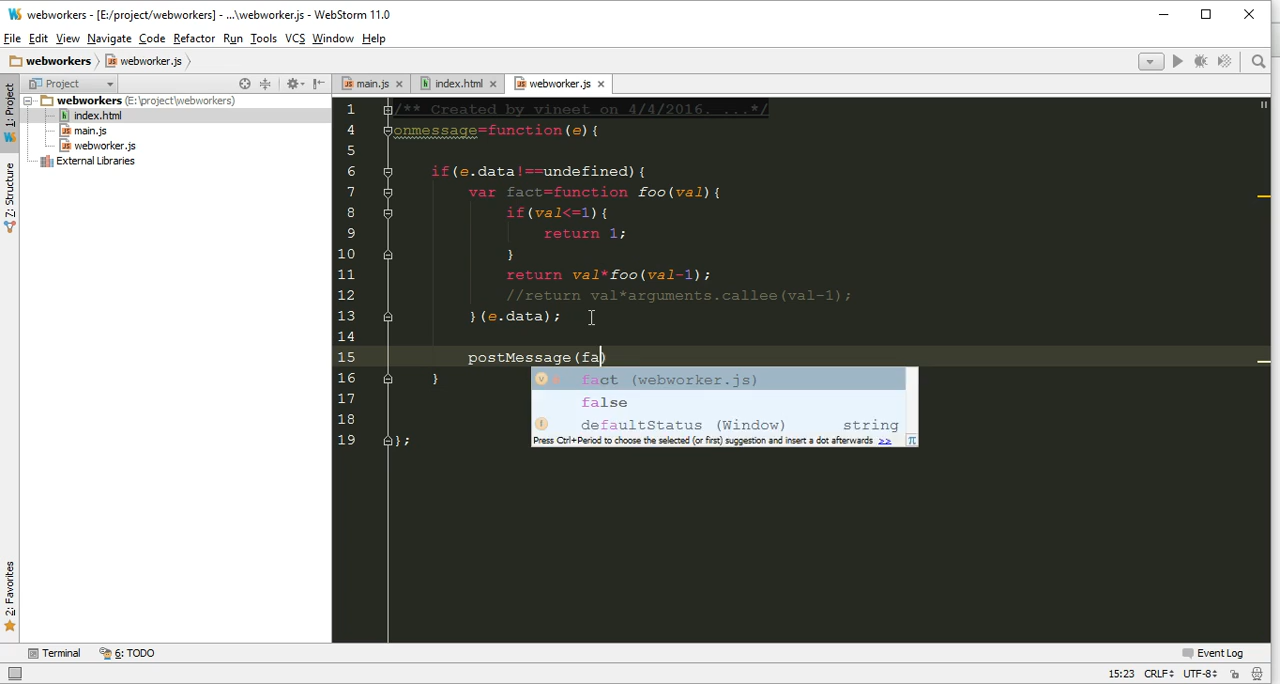 webworkers - [E:/project/webworkers] - ...\webworker.js - WebStorm 11.0
File Edit View Navigate Code Refactor Run Tools VCS Window Help
webworkers webworker.js
Project main.js index.html webworker.js
1: Project
7: Structure
2: Favorites
webworkers (E:\project\webworkers)
index.html
main.js
webworker.js
External Libraries
1 /** Created by vineet on 4/4/2016. ...*/
4 onmessage=function(e){
5
6 if(e.data!==undefined){
7 var fact=function foo(val){
8 if(val<=1){
9 return 1;
10 }
11 return val*foo(val-1);
12 //return val*arguments.callee(val-1);
13 }(e.data);
14
15 postMessage(fa)
16 }
17
18
19 };
fact (webworker.js)
false
defaultStatus (Window) string
Press Ctrl+Period to choose the selected (or first) suggestion and insert a dot afterwards >> π
Terminal 6: TODO Event Log
15:23 CRLF UTF-8